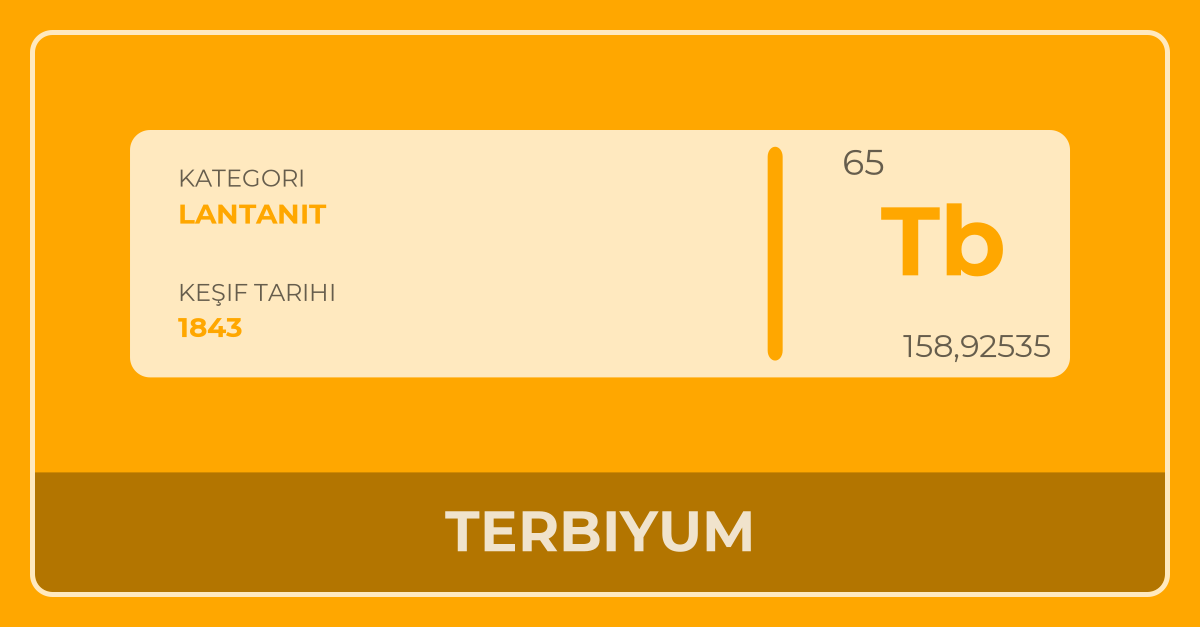 KATEGORI
LANTANIT
KEŞIF TARIHI
1843
65
Tb
158,92535
TERBIYUM